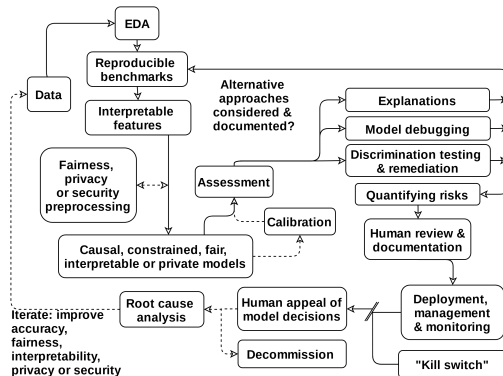 EDA
Data
Reproducible
benchmarks
Interpretable
features
Alternative
approaches
considered &
documented?
Explanations
Model debugging
Discrimination testing
& remediation
Fairness,
privacy
or security
preprocessing
Assessment
Quantifying risks
Calibration
Human review &
documentation
Causal, constrained, fair,
interpretable or private models
Iterate: improve
accuracy,
fairness,
interpretability,
privacy or security
Root cause
analysis
Human appeal of
model decisions
Deployment,
management
& monitoring
Decommission
"Kill switch"